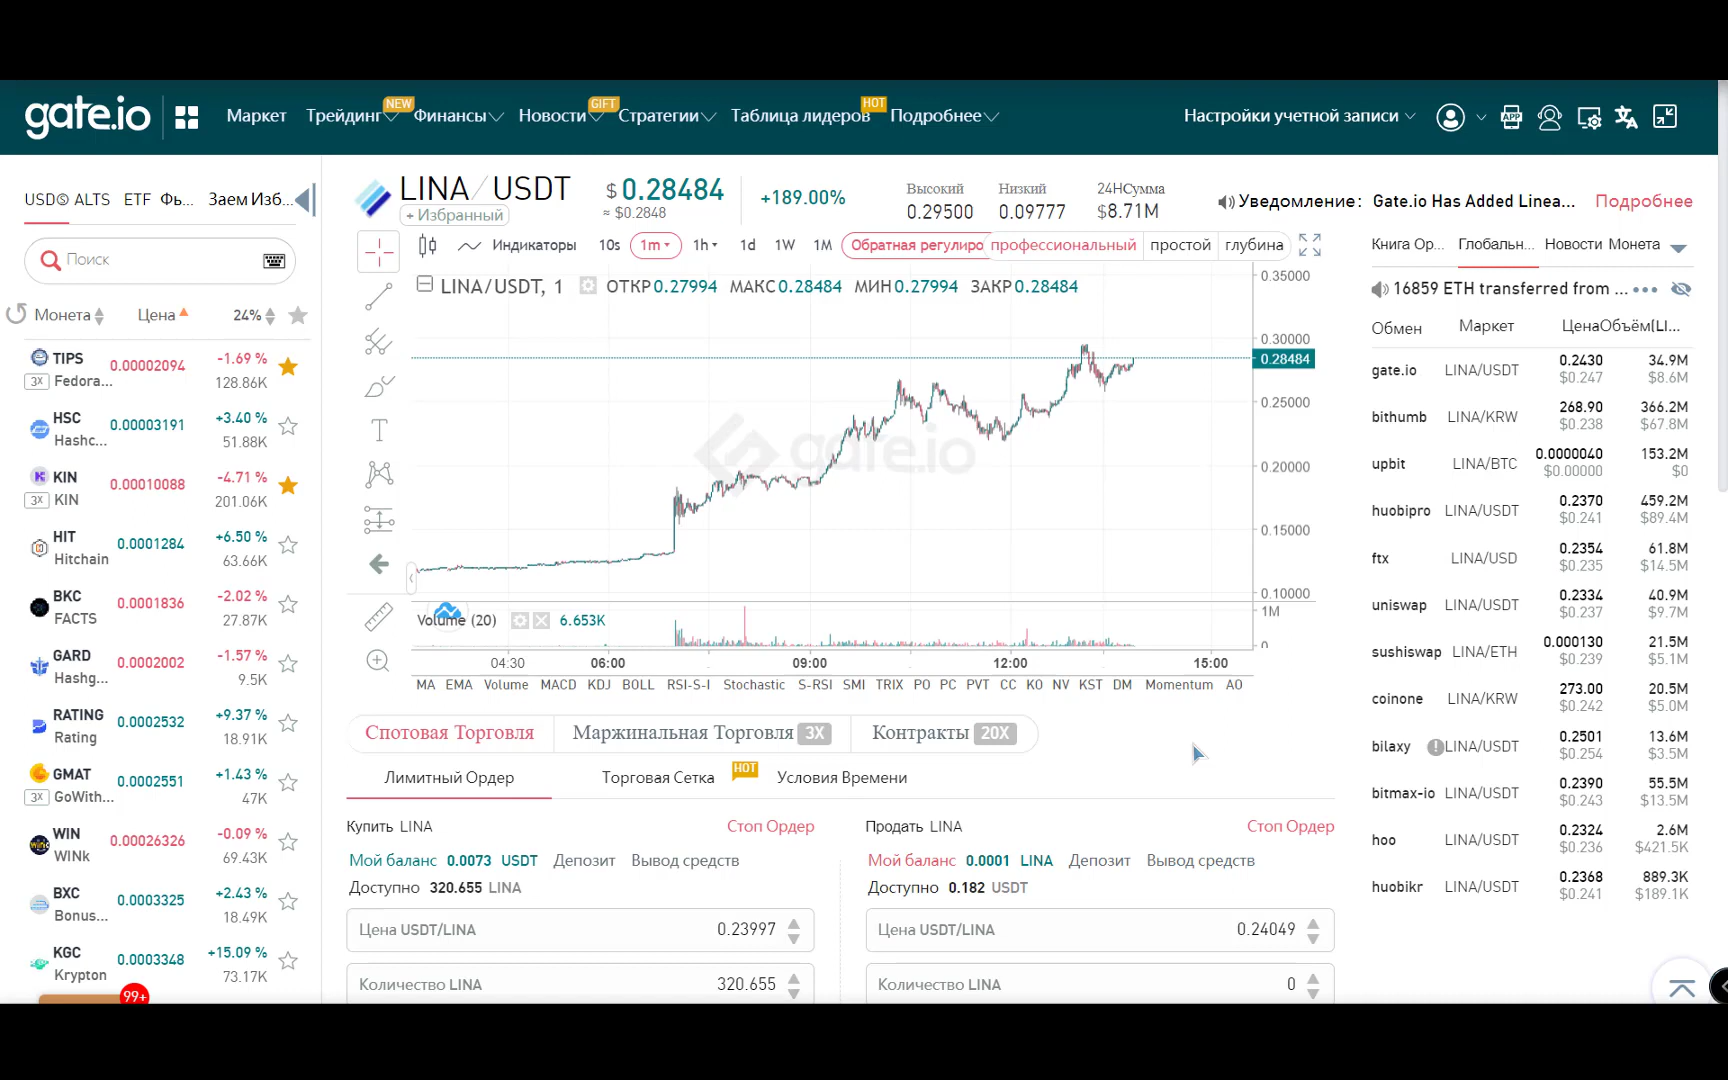 gate.io
Маркет
Трейдинг
NEW
Финансы
Новости
GIFT
Стратегии
Таблица лидеров
HOT
Подробнее
Настройки учетной записи
APP
USDⓈ ALTS ETF Фь... Заем Изб...
Поиск
Монета Цена 24%
TIPS 0.00002094 -1.69 %
3X Fedora... 128.86K
HSC 0.00003191 +3.40 %
Hashc... 51.88K
KIN 0.00010088 -4.71 %
3X KIN 201.06K
HIT 0.0001284 +6.50 %
Hitchain 63.66K
BKC 0.0001836 -2.02 %
FACTS 27.87K
GARD 0.0002002 -1.57 %
Hashg... 9.5K
RATING 0.0002532 +9.37 %
Rating 18.91K
GMAT 0.0002551 +1.43 %
3X GoWith... 47K
WIN 0.00026326 -0.09 %
WINk 69.43K
BXC 0.0003325 +2.43 %
Bonus... 18.49K
KGC 0.0003348 +15.09 %
Krypton 73.17K
99+
LINA/USDT
+ Избранный
$ 0.28484
≈ $0.2848
+189.00%
Высокий
0.29500
Низкий
0.09777
24HСумма
$8.71M
Уведомление: Gate.io Has Added Linea... Подробнее
Индикаторы 10s 1m 1h 1d 1W 1M Обратная регулиро профессиональный простой глубина
LINA/USDT, 1 ОТКР 0.27994 МАКС 0.28484 МИН 0.27994 ЗАКР 0.28484
0.35000
0.30000
0.28484
0.25000
0.20000
0.15000
0.10000
gate.io
Volume (20) 6.653K
1M
0
04:30 06:00 09:00 12:00 15:00
MA EMA Volume MACD KDJ BOLL RSI-S-I Stochastic S-RSI SMI TRIX PO PC PVT CC KO NV KST DM Momentum AO
Спотовая Торговля
Маржинальная Торговля 3X
Контракты 20X
Лимитный Ордер
Торговая Сетка HOT
Условия Времени
Купить LINA Стоп Ордер
Мой баланс 0.0073 USDT Депозит Вывод средств
Доступно 320.655 LINA
Цена USDT/LINA 0.23997
Количество LINA 320.655
Продать LINA Стоп Ордер
Мой баланс 0.0001 LINA Депозит Вывод средств
Доступно 0.182 USDT
Цена USDT/LINA 0.24049
Количество LINA 0
Книга Ор... Глобальн... Новости Монета
16859 ETH transferred from ...
Обмен Маркет Цена Объём(LI...
gate.io LINA/USDT 0.2430 34.9M
$0.247 $8.6M
bithumb LINA/KRW 268.90 366.2M
$0.238 $67.8M
upbit LINA/BTC 0.0000040 153.2M
$0.00000 $0
huobipro LINA/USDT 0.2370 459.2M
$0.241 $89.4M
ftx LINA/USD 0.2354 61.8M
$0.235 $14.5M
uniswap LINA/USDT 0.2334 40.9M
$0.237 $9.7M
sushiswap LINA/ETH 0.000130 21.5M
$0.239 $5.1M
coinone LINA/KRW 273.00 20.5M
$0.242 $5.0M
bilaxy LINA/USDT 0.2501 13.6M
$0.254 $3.5M
bitmax-io LINA/USDT 0.2390 55.5M
$0.243 $13.5M
hoo LINA/USDT 0.2324 2.6M
$0.236 $421.5K
huobikr LINA/USDT 0.2368 889.3K
$0.241 $189.1K